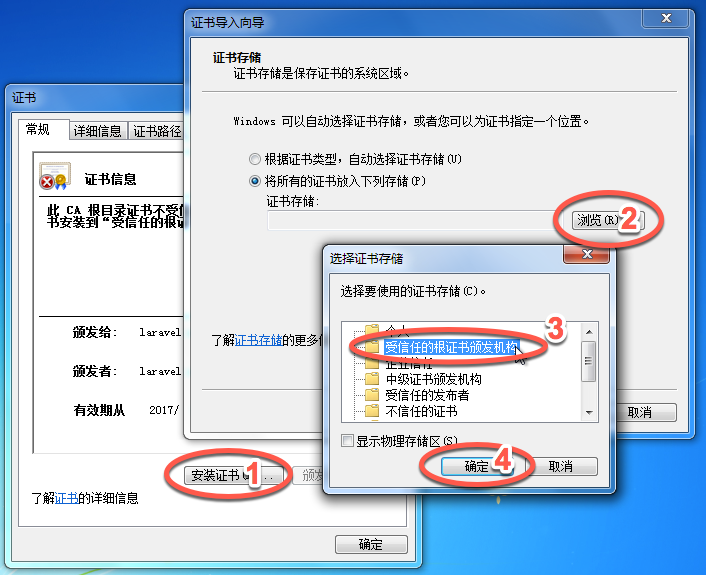 证书导入向导
证书存储
证书存储是保存证书的系统区域。
Windows 可以自动选择证书存储，或者您可以为证书指定一个位置。
根据证书类型，自动选择证书存储(U)
将所有的证书放入下列存储(P)
证书存储:
浏览(R)
2
了解证书存储的更多
取消
证书
常规
详细信息
证书路径
证书信息
此 CA 根目录证书不受信
书安装到“受信任的根证
颁发给:
laravel
颁发者:
laravel
有效期从
2017/
安装证书
1
颁发
了解证书的详细信息
确定
选择证书存储
选择要使用的证书存储(C)。
个人
受信任的根证书颁发机构
3
企业信任
中级证书颁发机构
受信任的发布者
不信任的证书
显示物理存储区(S)
确定
4
取消